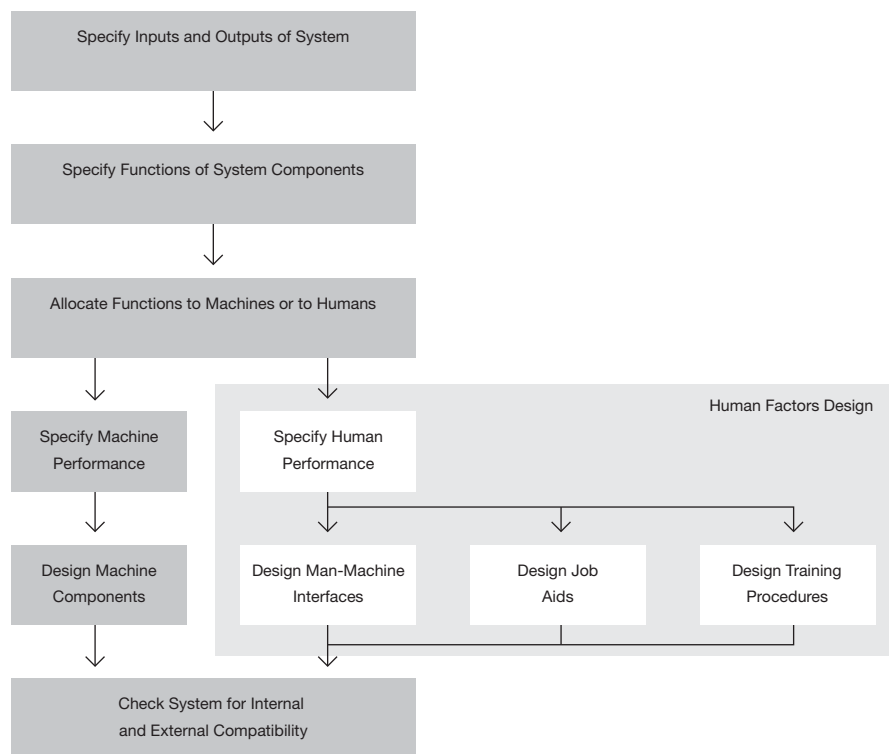 Specify Inputs and Outputs of System
Specify Functions of System Components
Allocate Functions to Machines or to Humans
Human Factors Design
Specify Machine
Performance
Specify Human
Performance
Design Machine
Components
Design Man-Machine
Interfaces
Design Job
Aids
Design Training
Procedures
Check System for Internal
and External Compatibility